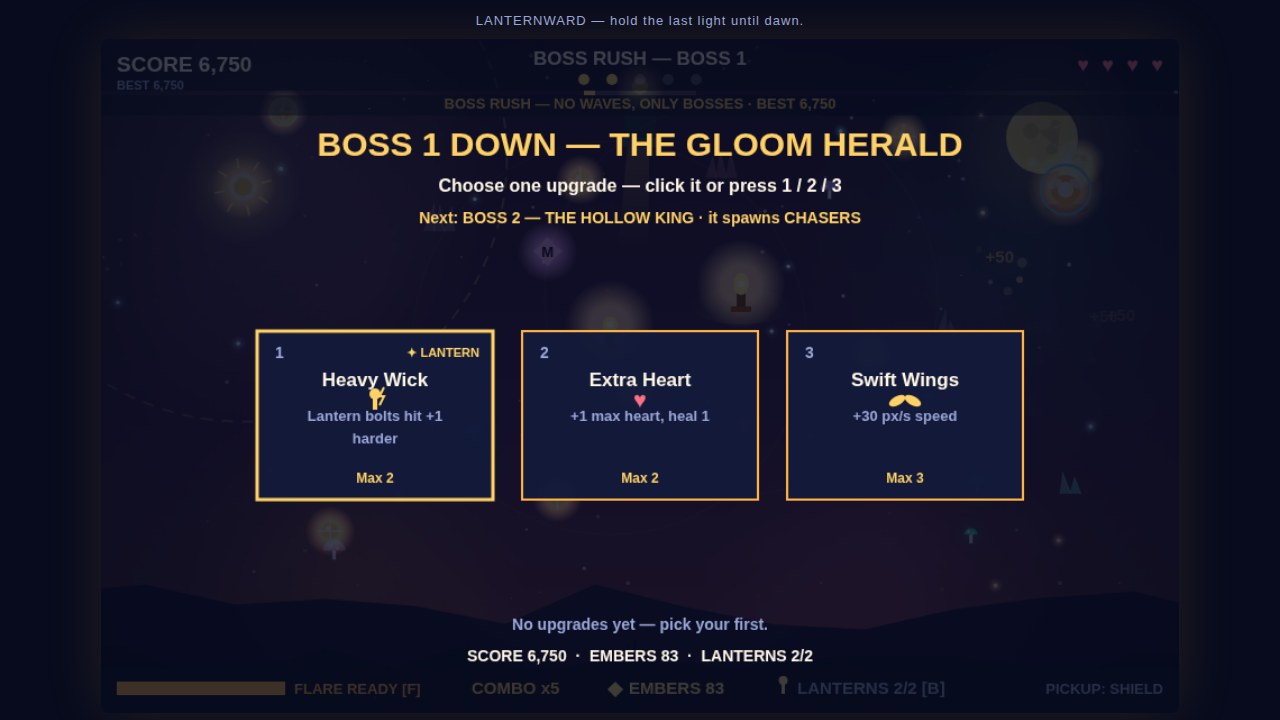 LANTERNWARD — hold the last light until dawn.
SCORE 6,750
BOSS RUSH — BOSS 1
♥ ♥ ♥ ♥
BEST 6,750
BOSS RUSH — NO WAVES, ONLY BOSSES · BEST 6,750
BOSS 1 DOWN — THE GLOOM HERALD
Choose one upgrade — click it or press 1 / 2 / 3
Next: BOSS 2 — THE HOLLOW KING · it spawns CHASERS
M
+50
1
✦ LANTERN
Heavy Wick
Lantern bolts hit +1
harder
Max 2
2
Extra Heart
♥
+1 max heart, heal 1
Max 2
3
Swift Wings
+30 px/s speed
Max 3
No upgrades yet — pick your first.
SCORE 6,750 · EMBERS 83 · LANTERNS 2/2
FLARE READY [F]
COMBO x5
◆ EMBERS 83
LANTERNS 2/2 [B]
PICKUP: SHIELD